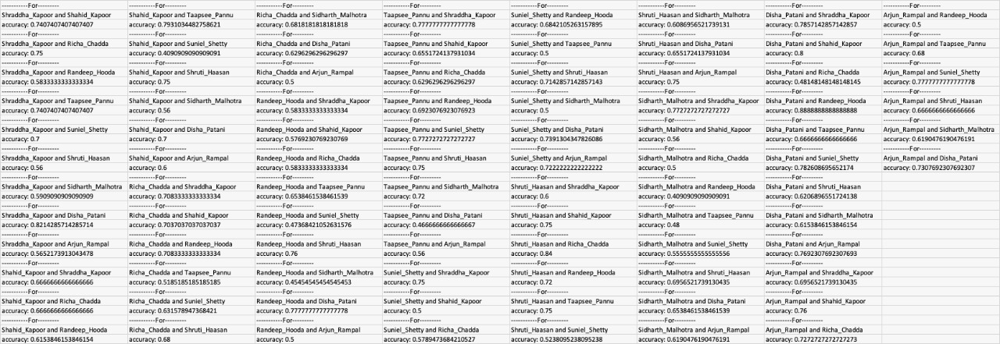 -----------For---------
Shraddha_Kapoor and Shahid_Kapoor
accuracy: 0.7407407407407407
-----------For---------
Shraddha_Kapoor and Richa_Chadda
accuracy: 0.75
-----------For---------
Shraddha_Kapoor and Randeep_Hooda
accuracy: 0.5833333333333334
-----------For---------
Shraddha_Kapoor and Taapsee_Pannu
accuracy: 0.7407407407407407
-----------For---------
Shraddha_Kapoor and Suniel_Shetty
accuracy: 0.7
-----------For---------
Shraddha_Kapoor and Shruti_Haasan
accuracy: 0.56
-----------For---------
Shraddha_Kapoor and Sidharth_Malhotra
accuracy: 0.5909090909090909
-----------For---------
Shraddha_Kapoor and Disha_Patani
accuracy: 0.8214285714285714
-----------For---------
Shraddha_Kapoor and Arjun_Rampal
accuracy: 0.5652173913043478
-----------For---------
Shahid_Kapoor and Shraddha_Kapoor
accuracy: 0.6666666666666666
-----------For---------
Shahid_Kapoor and Richa_Chadda
accuracy: 0.6666666666666666
-----------For---------
Shahid_Kapoor and Randeep_Hooda
accuracy: 0.6153846153846154
-----------For---------
Shahid_Kapoor and Taapsee_Pannu
accuracy: 0.7931034482758621
-----------For---------
Shahid_Kapoor and Suniel_Shetty
accuracy: 0.4090909090909091
-----------For---------
Shahid_Kapoor and Shruti_Haasan
accuracy: 0.75
-----------For---------
Shahid_Kapoor and Sidharth_Malhotra
accuracy: 0.56
-----------For---------
Shahid_Kapoor and Disha_Patani
accuracy: 0.7
-----------For---------
Shahid_Kapoor and Arjun_Rampal
accuracy: 0.6
-----------For---------
Richa_Chadda and Shraddha_Kapoor
accuracy: 0.7083333333333334
-----------For---------
Richa_Chadda and Shahid_Kapoor
accuracy: 0.7037037037037037
-----------For---------
Richa_Chadda and Randeep_Hooda
accuracy: 0.7083333333333334
-----------For---------
Richa_Chadda and Taapsee_Pannu
accuracy: 0.5185185185185185
-----------For---------
Richa_Chadda and Suniel_Shetty
accuracy: 0.631578947368421
-----------For---------
Richa_Chadda and Shruti_Haasan
accuracy: 0.68
-----------For---------
Richa_Chadda and Sidharth_Malhotra
accuracy: 0.6818181818181818
-----------For---------
Richa_Chadda and Disha_Patani
accuracy: 0.6296296296296297
-----------For---------
Richa_Chadda and Arjun_Rampal
accuracy: 0.5
-----------For---------
Randeep_Hooda and Shraddha_Kapoor
accuracy: 0.5833333333333334
-----------For---------
Randeep_Hooda and Shahid_Kapoor
accuracy: 0.5769230769230769
-----------For---------
Randeep_Hooda and Richa_Chadda
accuracy: 0.5833333333333334
-----------For---------
Randeep_Hooda and Taapsee_Pannu
accuracy: 0.6538461538461539
-----------For---------
Randeep_Hooda and Suniel_Shetty
accuracy: 0.47368421052631576
-----------For---------
Randeep_Hooda and Shruti_Haasan
accuracy: 0.76
-----------For---------
Randeep_Hooda and Sidharth_Malhotra
accuracy: 0.45454545454545453
-----------For---------
Randeep_Hooda and Disha_Patani
accuracy: 0.7777777777777778
-----------For---------
Randeep_Hooda and Arjun_Rampal
accuracy: 0.5
-----------For---------
Taapsee_Pannu and Shraddha_Kapoor
accuracy: 0.7777777777777778
-----------For---------
Taapsee_Pannu and Shahid_Kapoor
accuracy: 0.6551724137931034
-----------For---------
Taapsee_Pannu and Richa_Chadda
accuracy: 0.6296296296296297
-----------For---------
Taapsee_Pannu and Randeep_Hooda
accuracy: 0.6923076923076923
-----------For---------
Taapsee_Pannu and Suniel_Shetty
accuracy: 0.7727272727272727
-----------For---------
Taapsee_Pannu and Shruti_Haasan
accuracy: 0.75
-----------For---------
Taapsee_Pannu and Sidharth_Malhotra
accuracy: 0.72
-----------For---------
Taapsee_Pannu and Disha_Patani
accuracy: 0.4666666666666667
-----------For---------
Taapsee_Pannu and Arjun_Rampal
accuracy: 0.56
-----------For---------
Suniel_Shetty and Shraddha_Kapoor
accuracy: 0.75
-----------For---------
Suniel_Shetty and Shahid_Kapoor
accuracy: 0.5
-----------For---------
Suniel_Shetty and Richa_Chadda
accuracy: 0.5789473684210527
-----------For---------
Suniel_Shetty and Randeep_Hooda
accuracy: 0.6842105263157895
-----------For---------
Suniel_Shetty and Taapsee_Pannu
accuracy: 0.5
-----------For---------
Suniel_Shetty and Shruti_Haasan
accuracy: 0.7142857142857143
-----------For---------
Suniel_Shetty and Sidharth_Malhotra
accuracy: 0.5
-----------For---------
Suniel_Shetty and Disha_Patani
accuracy: 0.7391304347826086
-----------For---------
Suniel_Shetty and Arjun_Rampal
accuracy: 0.7222222222222222
-----------For---------
Shruti_Haasan and Shraddha_Kapoor
accuracy: 0.6
-----------For---------
Shruti_Haasan and Shahid_Kapoor
accuracy: 0.75
-----------For---------
Shruti_Haasan and Richa_Chadda
accuracy: 0.84
-----------For---------
Shruti_Haasan and Randeep_Hooda
accuracy: 0.72
-----------For---------
Shruti_Haasan and Taapsee_Pannu
accuracy: 0.75
-----------For---------
Shruti_Haasan and Suniel_Shetty
accuracy: 0.5238095238095238
-----------For---------
Shruti_Haasan and Sidharth_Malhotra
accuracy: 0.6086956521739131
-----------For---------
Shruti_Haasan and Disha_Patani
accuracy: 0.6551724137931034
-----------For---------
Shruti_Haasan and Arjun_Rampal
accuracy: 0.75
-----------For---------
Sidharth_Malhotra and Shraddha_Kapoor
accuracy: 0.7727272727272727
-----------For---------
Sidharth_Malhotra and Shahid_Kapoor
accuracy: 0.56
-----------For---------
Sidharth_Malhotra and Richa_Chadda
accuracy: 0.5
-----------For---------
Sidharth_Malhotra and Randeep_Hooda
accuracy: 0.4090909090909091
-----------For---------
Sidharth_Malhotra and Taapsee_Pannu
accuracy: 0.48
-----------For---------
Sidharth_Malhotra and Suniel_Shetty
accuracy: 0.5555555555555556
-----------For---------
Sidharth_Malhotra and Shruti_Haasan
accuracy: 0.6956521739130435
-----------For---------
Sidharth_Malhotra and Disha_Patani
accuracy: 0.6538461538461539
-----------For---------
Sidharth_Malhotra and Arjun_Rampal
accuracy: 0.6190476190476191
-----------For---------
Disha_Patani and Shraddha_Kapoor
accuracy: 0.7857142857142857
-----------For---------
Disha_Patani and Shahid_Kapoor
accuracy: 0.8
-----------For---------
Disha_Patani and Richa_Chadda
accuracy: 0.48148148148148145
-----------For---------
Disha_Patani and Randeep_Hooda
accuracy: 0.8888888888888888
-----------For---------
Disha_Patani and Taapsee_Pannu
accuracy: 0.6666666666666666
-----------For---------
Disha_Patani and Suniel_Shetty
accuracy: 0.782608695652174
-----------For---------
Disha_Patani and Shruti_Haasan
accuracy: 0.6206896551724138
-----------For---------
Disha_Patani and Sidharth_Malhotra
accuracy: 0.6153846153846154
-----------For---------
Disha_Patani and Arjun_Rampal
accuracy: 0.7692307692307693
-----------For---------
Arjun_Rampal and Shraddha_Kapoor
accuracy: 0.6956521739130435
-----------For---------
Arjun_Rampal and Shahid_Kapoor
accuracy: 0.76
-----------For---------
Arjun_Rampal and Richa_Chadda
accuracy: 0.7272727272727273
-----------For---------
Arjun_Rampal and Randeep_Hooda
accuracy: 0.5
-----------For---------
Arjun_Rampal and Taapsee_Pannu
accuracy: 0.68
-----------For---------
Arjun_Rampal and Suniel_Shetty
accuracy: 0.7777777777777778
-----------For---------
Arjun_Rampal and Shruti_Haasan
accuracy: 0.6666666666666666
-----------For---------
Arjun_Rampal and Sidharth_Malhotra
accuracy: 0.6190476190476191
-----------For---------
Arjun_Rampal and Disha_Patani
accuracy: 0.7307692307692307